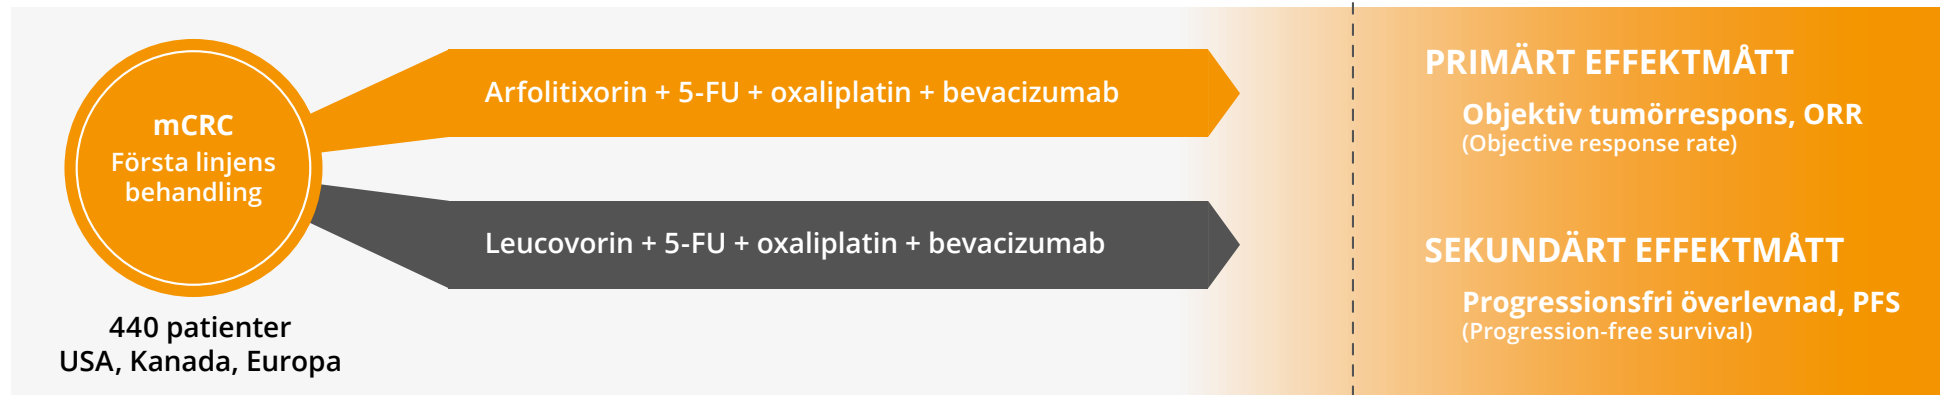 mCRC
Första linjens
behandling
440 patienter
USA, Kanada, Europa
Arfolitixorin + 5-FU + oxaliplatin + bevacizumab
Leucovorin + 5-FU + oxaliplatin + bevacizumab
PRIMÄRT EFFEKTMÅTT
Objektiv tumörrespons, ORR
(Objective response rate)
SEKUNDÄRT EFFEKTMÅTT
Progressionsfri överlevnad, PFS
(Progression-free survival)